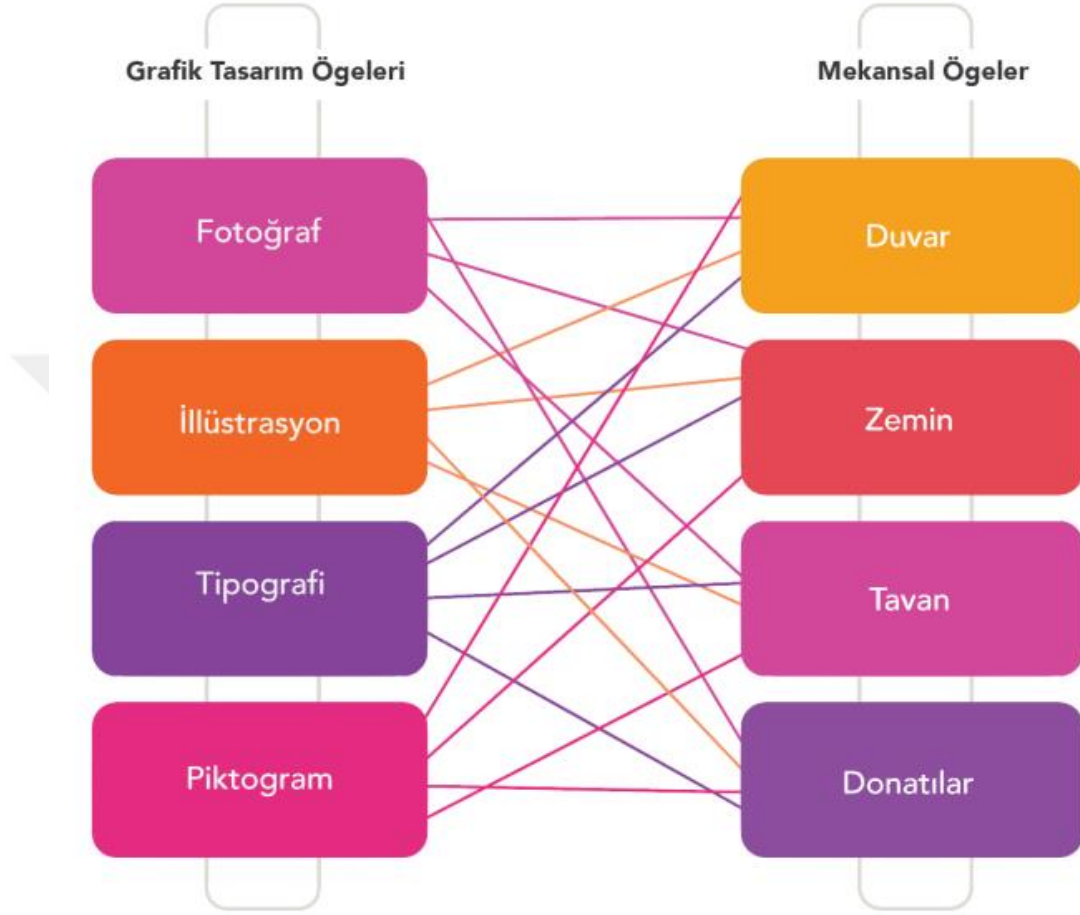 Grafik Tasarım Ögeleri
Mekansal Ögeler
Fotoğraf
Duvar
İllüstrasyon
Zemin
Tipografi
Tavan
Piktogram
Donatılar